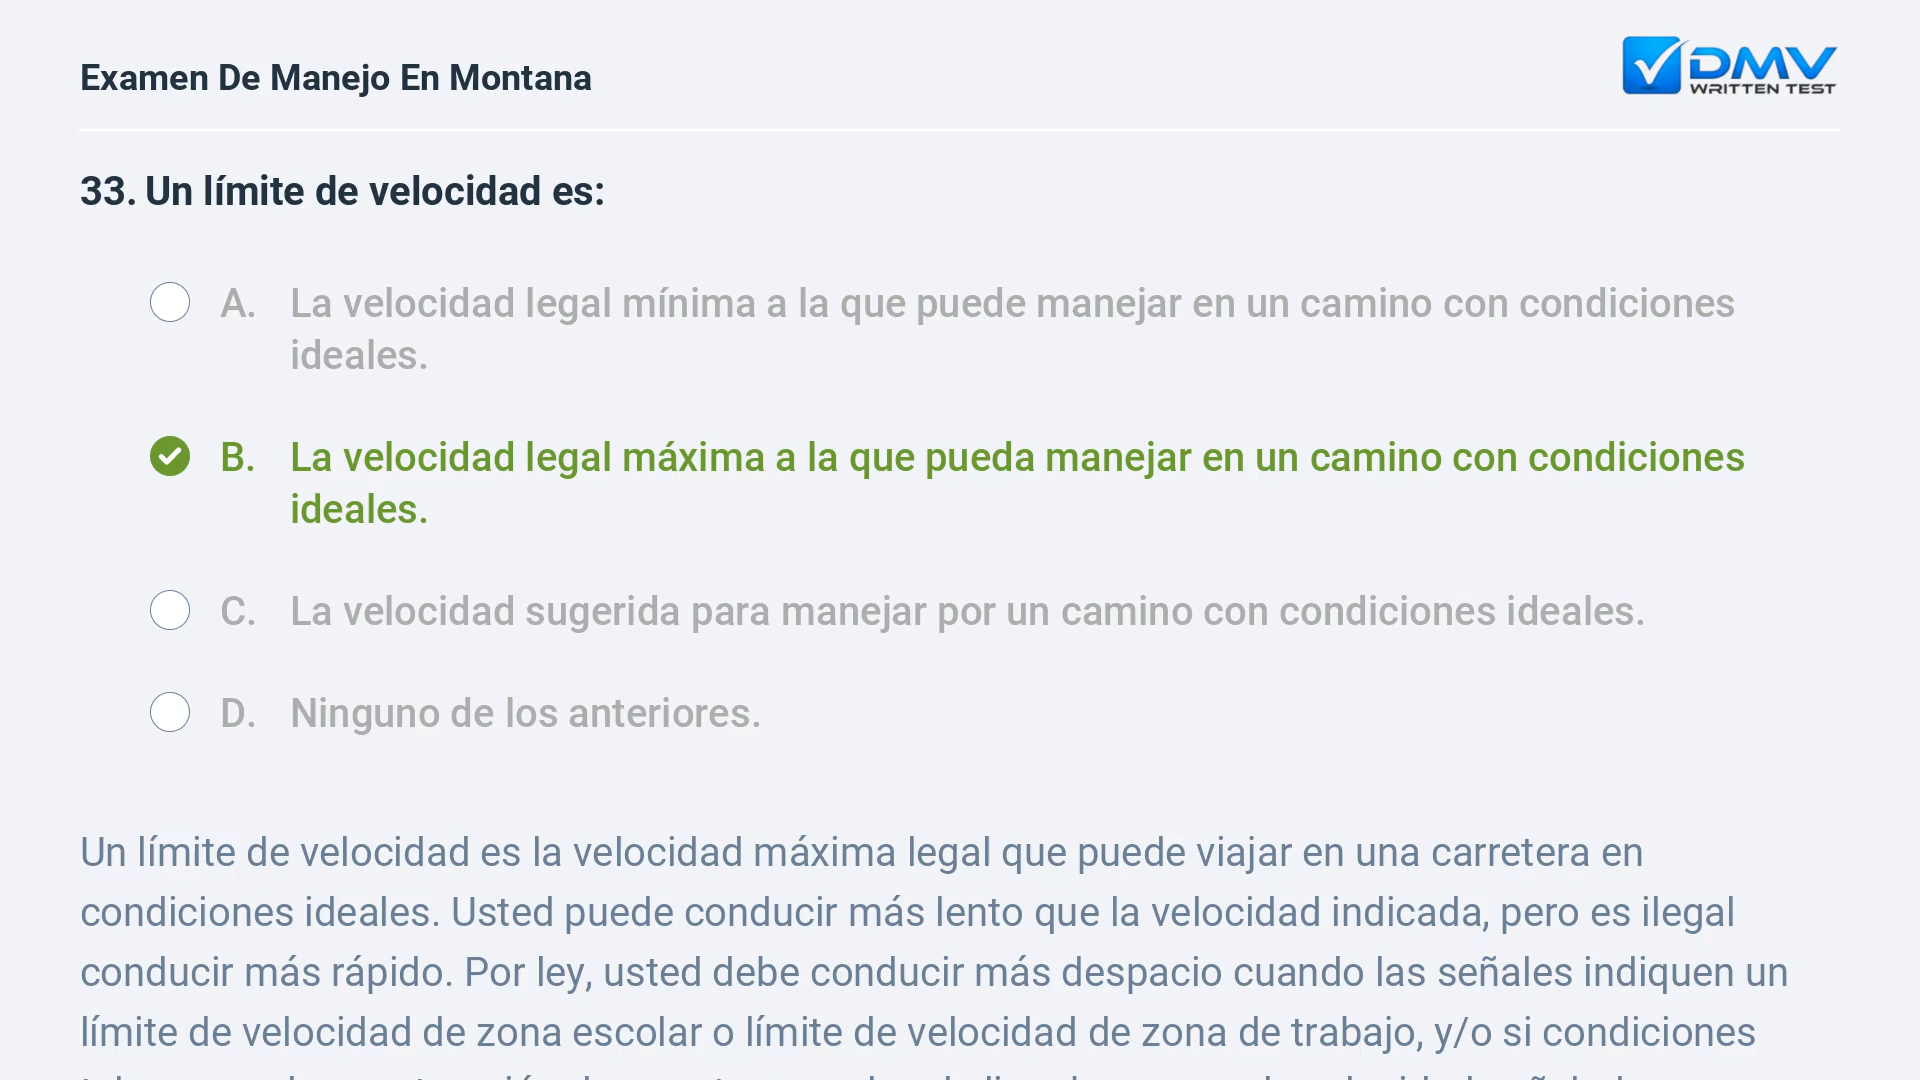 Examen De Manejo En Montana
DMV
WRITTEN TEST
33. Un límite de velocidad es:
A. La velocidad legal mínima a la que puede manejar en un camino con condiciones
ideales.
B. La velocidad legal máxima a la que pueda manejar en un camino con condiciones
ideales.
C. La velocidad sugerida para manejar por un camino con condiciones ideales.
D. Ninguno de los anteriores.
Un límite de velocidad es la velocidad máxima legal que puede viajar en una carretera en
condiciones ideales. Usted puede conducir más lento que la velocidad indicada, pero es ilegal
conducir más rápido. Por ley, usted debe conducir más despacio cuando las señales indiquen un
límite de velocidad de zona escolar o límite de velocidad de zona de trabajo, y/o si condiciones